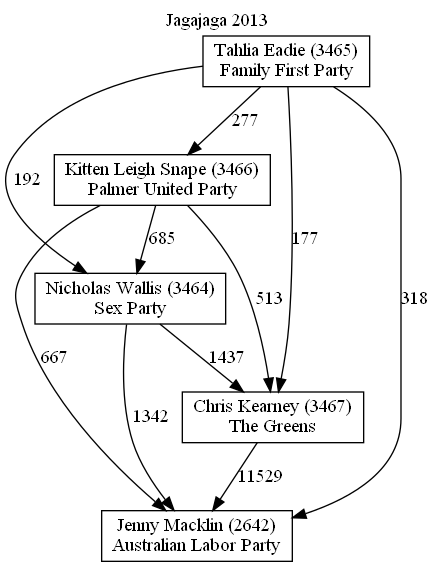 Jagajaga 2013
Tahlia Eadie (3465)
Family First Party
277
Kitten Leigh Snape (3466)
Palmer United Party
192
685
177
Nicholas Wallis (3464)
Sex Party
513
318
667
1437
Chris Kearney (3467)
The Greens
1342
11529
Jenny Macklin (2642)
Australian Labor Party